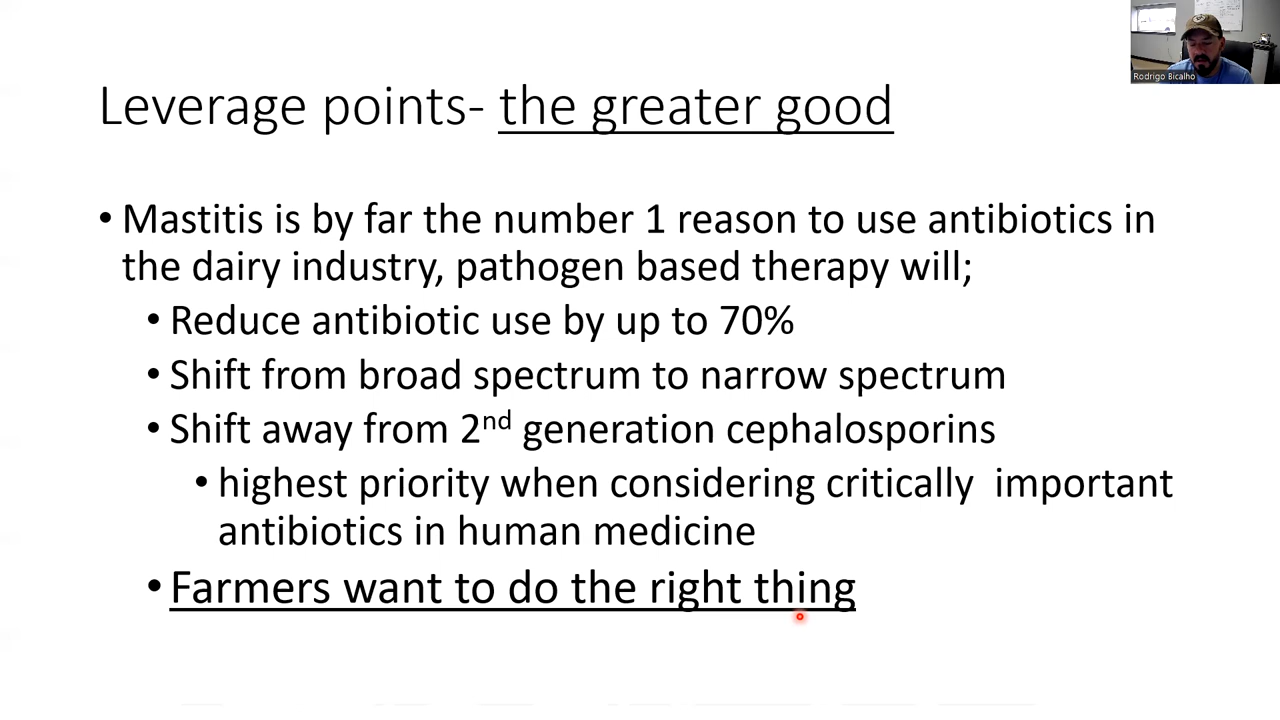 Rodrigo Bicalho
Leverage points- the greater good
• Mastitis is by far the number 1 reason to use antibiotics in
the dairy industry, pathogen based therapy will;
• Reduce antibiotic use by up to 70%
• Shift from broad spectrum to narrow spectrum
• Shift away from 2nd generation cephalosporins
• highest priority when considering critically  important
antibiotics in human medicine
• Farmers want to do the right thing